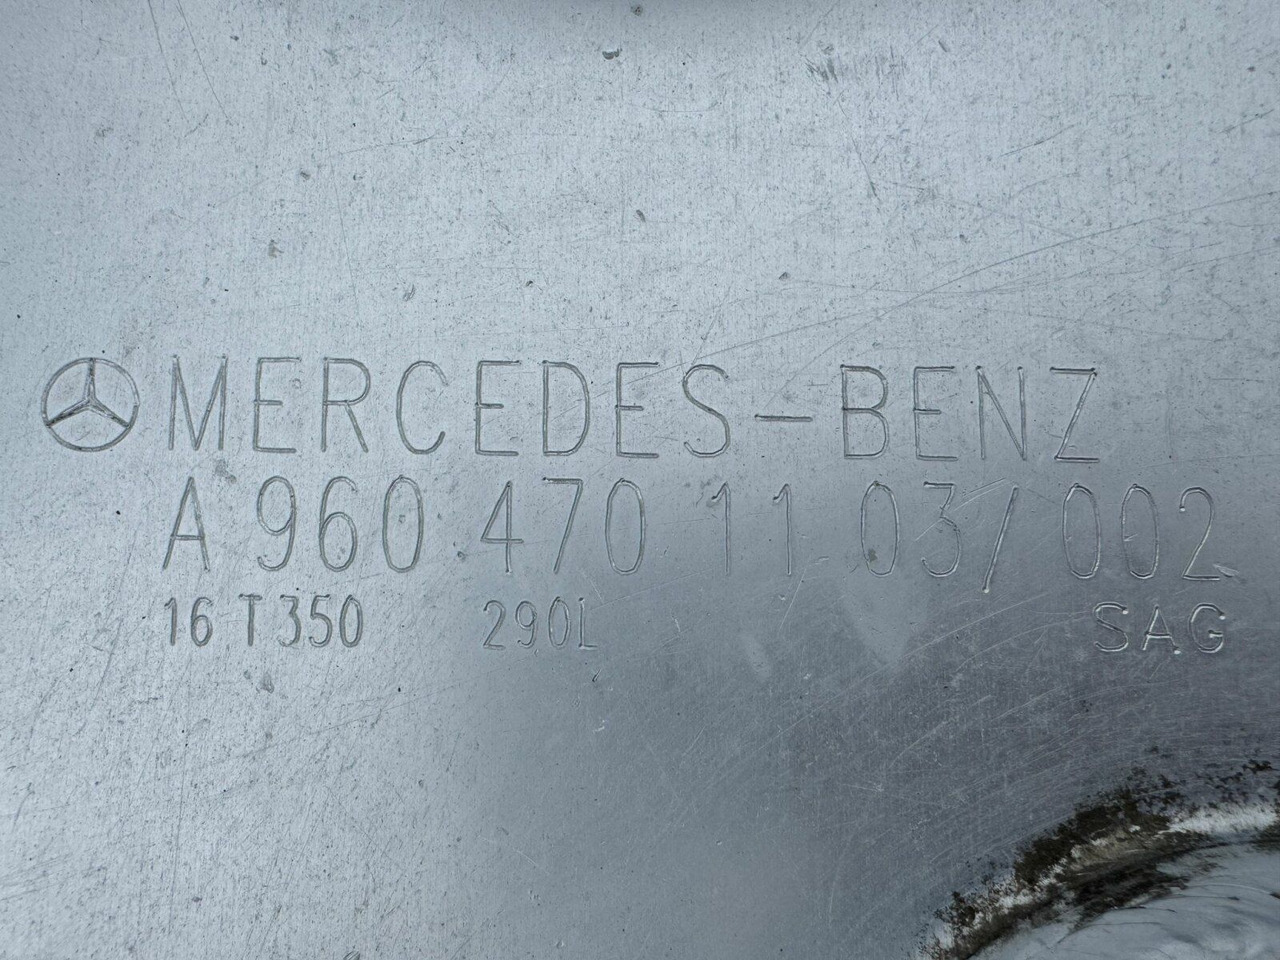 MERCEDES-BENZ
A 960 470 11 03/002
16 T350 290L SAG